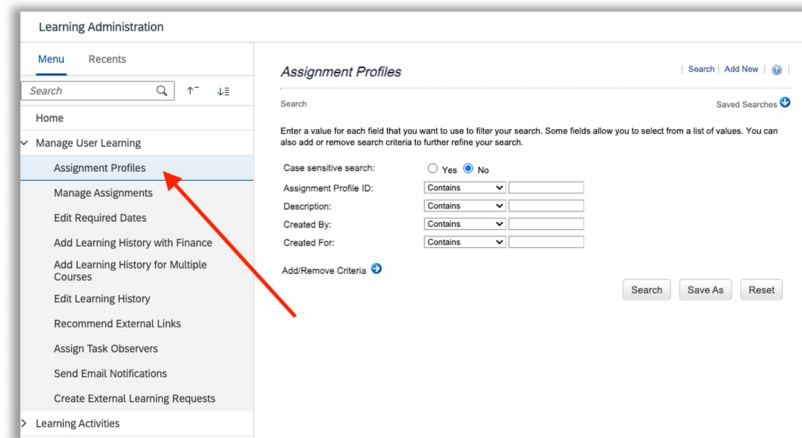 Learning Administration
Menu Recents
Search
Home
Manage User Learning
Assignment Profiles
Manage Assignments
Edit Required Dates
Add Learning History with Finance
Add Learning History for Multiple
Courses
Edit Learning History
Recommend External Links
Assign Task Observers
Send Email Notifications
Create External Learning Requests
Learning Activities
Assignment Profiles
| Search | Add New | |
Search
Saved Searches
Enter a value for each field that you want to use to filter your search. Some fields allow you to select from a list of values. You can
also add or remove search criteria to further refine your search.
Case sensitive search: Yes No
Assignment Profile ID: Contains
Description: Contains
Created By: Contains
Created For: Contains
Add/Remove Criteria
Search Save As Reset